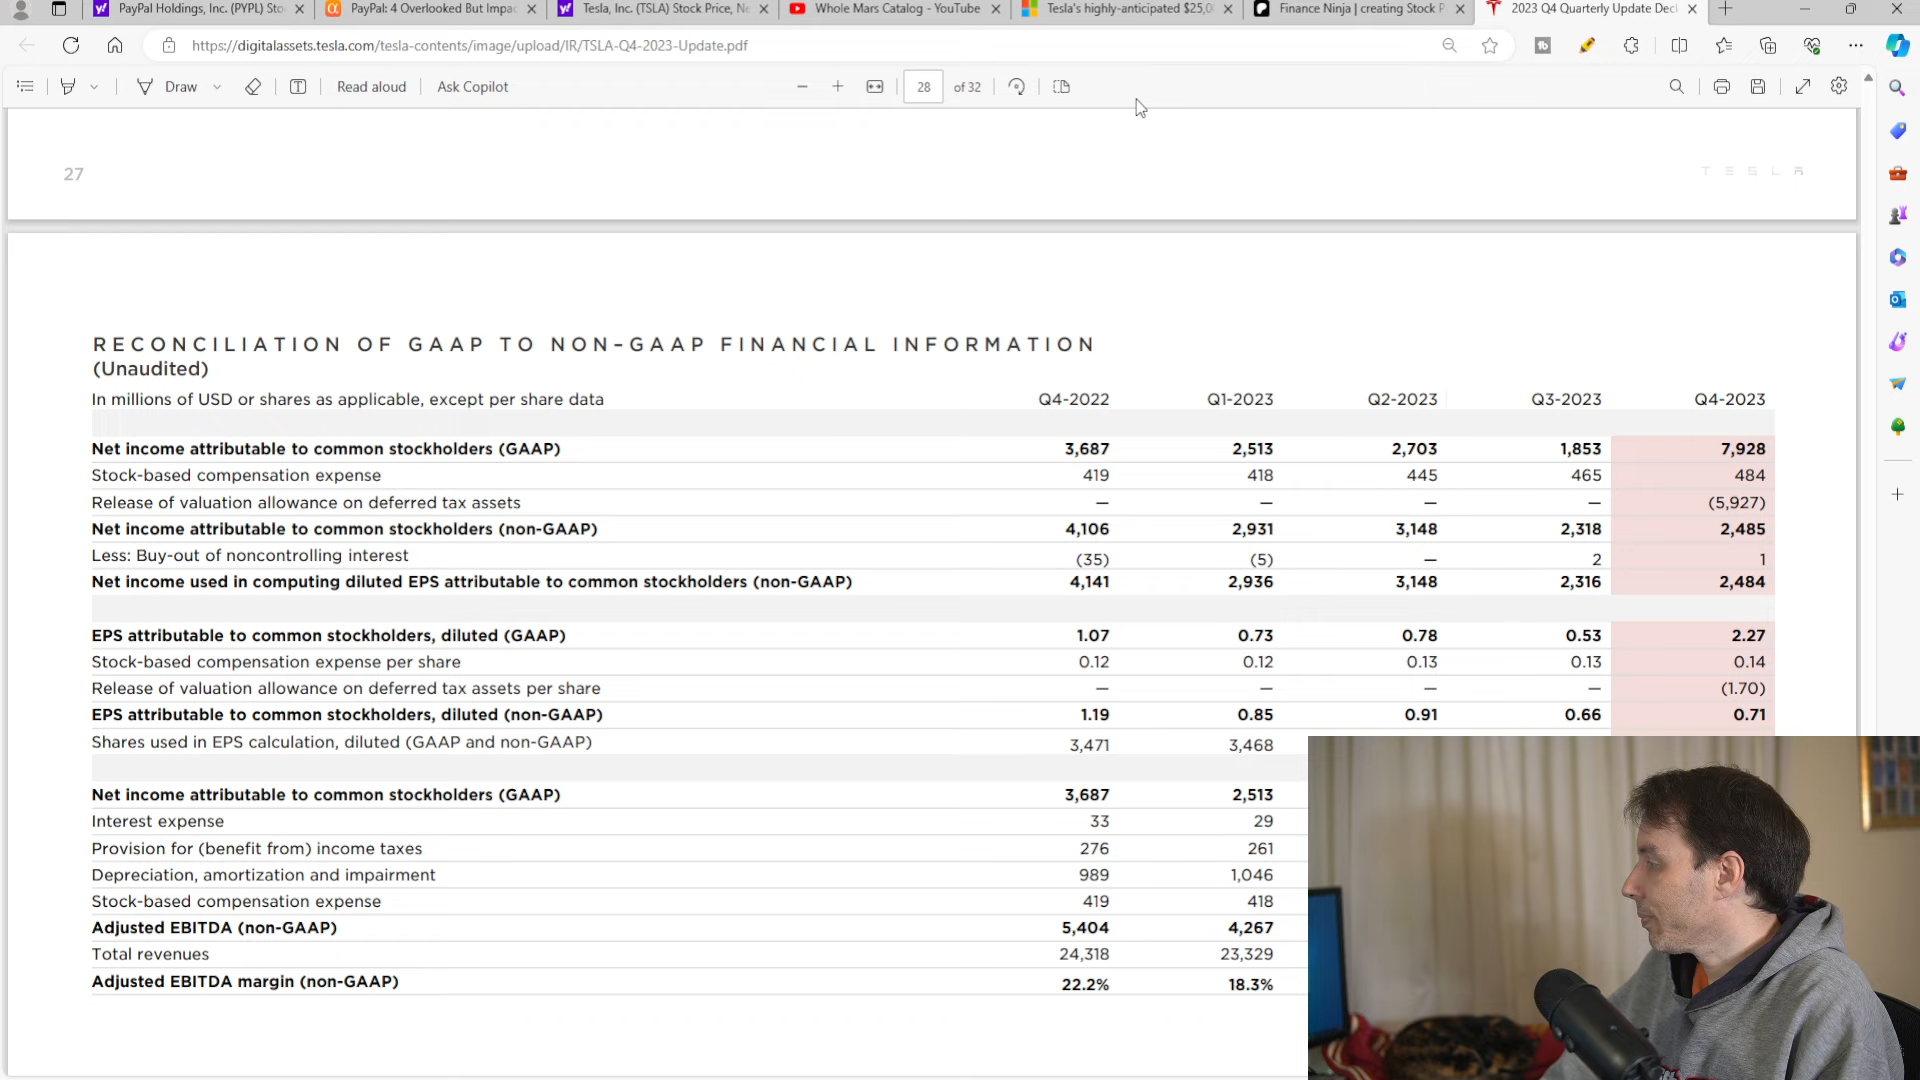 PayPal Holdings, Inc. (PYPL) Sto
PayPal: 4 Overlooked But Impac
Tesla, Inc. (TSLA) Stock Price, Ne
Whole Mars Catalog - YouTube
Tesla's highly-anticipated $25,0
Finance Ninja | creating Stock P
2023 Q4 Quarterly Update Deck
https://digitalassets.tesla.com/tesla-contents/image/upload/IR/TSLA-Q4-2023-Update.pdf
Draw Read aloud Ask Copilot 28 of 32
27
TESLA
RECONCILIATION OF GAAP TO NON-GAAP FINANCIAL INFORMATION
(Unaudited)
In millions of USD or shares as applicable, except per share data Q4-2022 Q1-2023 Q2-2023 Q3-2023 Q4-2023
Net income attributable to common stockholders (GAAP) 3,687 2,513 2,703 1,853 7,928
Stock-based compensation expense 419 418 445 465 484
Release of valuation allowance on deferred tax assets — — — — (5,927)
Net income attributable to common stockholders (non-GAAP) 4,106 2,931 3,148 2,318 2,485
Less: Buy-out of noncontrolling interest (35) (5) — 2 1
Net income used in computing diluted EPS attributable to common stockholders (non-GAAP) 4,141 2,936 3,148 2,316 2,484
EPS attributable to common stockholders, diluted (GAAP) 1.07 0.73 0.78 0.53 2.27
Stock-based compensation expense per share 0.12 0.12 0.13 0.13 0.14
Release of valuation allowance on deferred tax assets per share — — — — (1.70)
EPS attributable to common stockholders, diluted (non-GAAP) 1.19 0.85 0.91 0.66 0.71
Shares used in EPS calculation, diluted (GAAP and non-GAAP) 3,471 3,468
Net income attributable to common stockholders (GAAP) 3,687 2,513
Interest expense 33 29
Provision for (benefit from) income taxes 276 261
Depreciation, amortization and impairment 989 1,046
Stock-based compensation expense 419 418
Adjusted EBITDA (non-GAAP) 5,404 4,267
Total revenues 24,318 23,329
Adjusted EBITDA margin (non-GAAP) 22.2% 18.3%